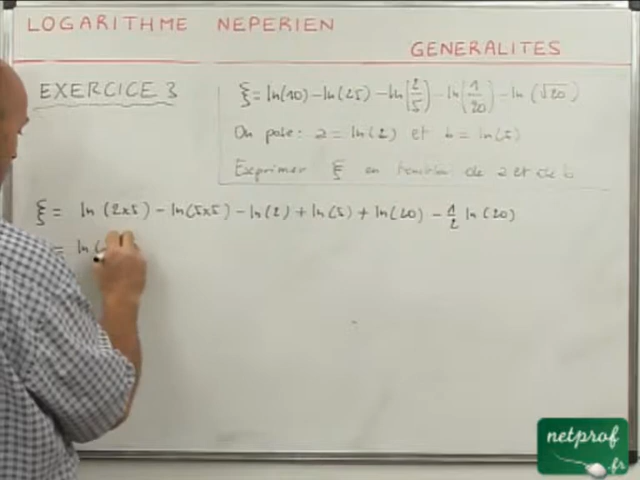 LOGARITHME NEPERIEN
GENERALITES
EXERCICE 3
ξ = ln(10) - ln(25) - ln(2/5) - ln(1/20) - ln(√20)
On pose : a = ln(2) et b = ln(5)
Exprimer ξ en fonction de a et de b
ξ = ln(2×5) - ln(5×5) - ln(2) + ln(5) + ln(20) - 1/2 ln(20)
= ln(
netprof
.fr